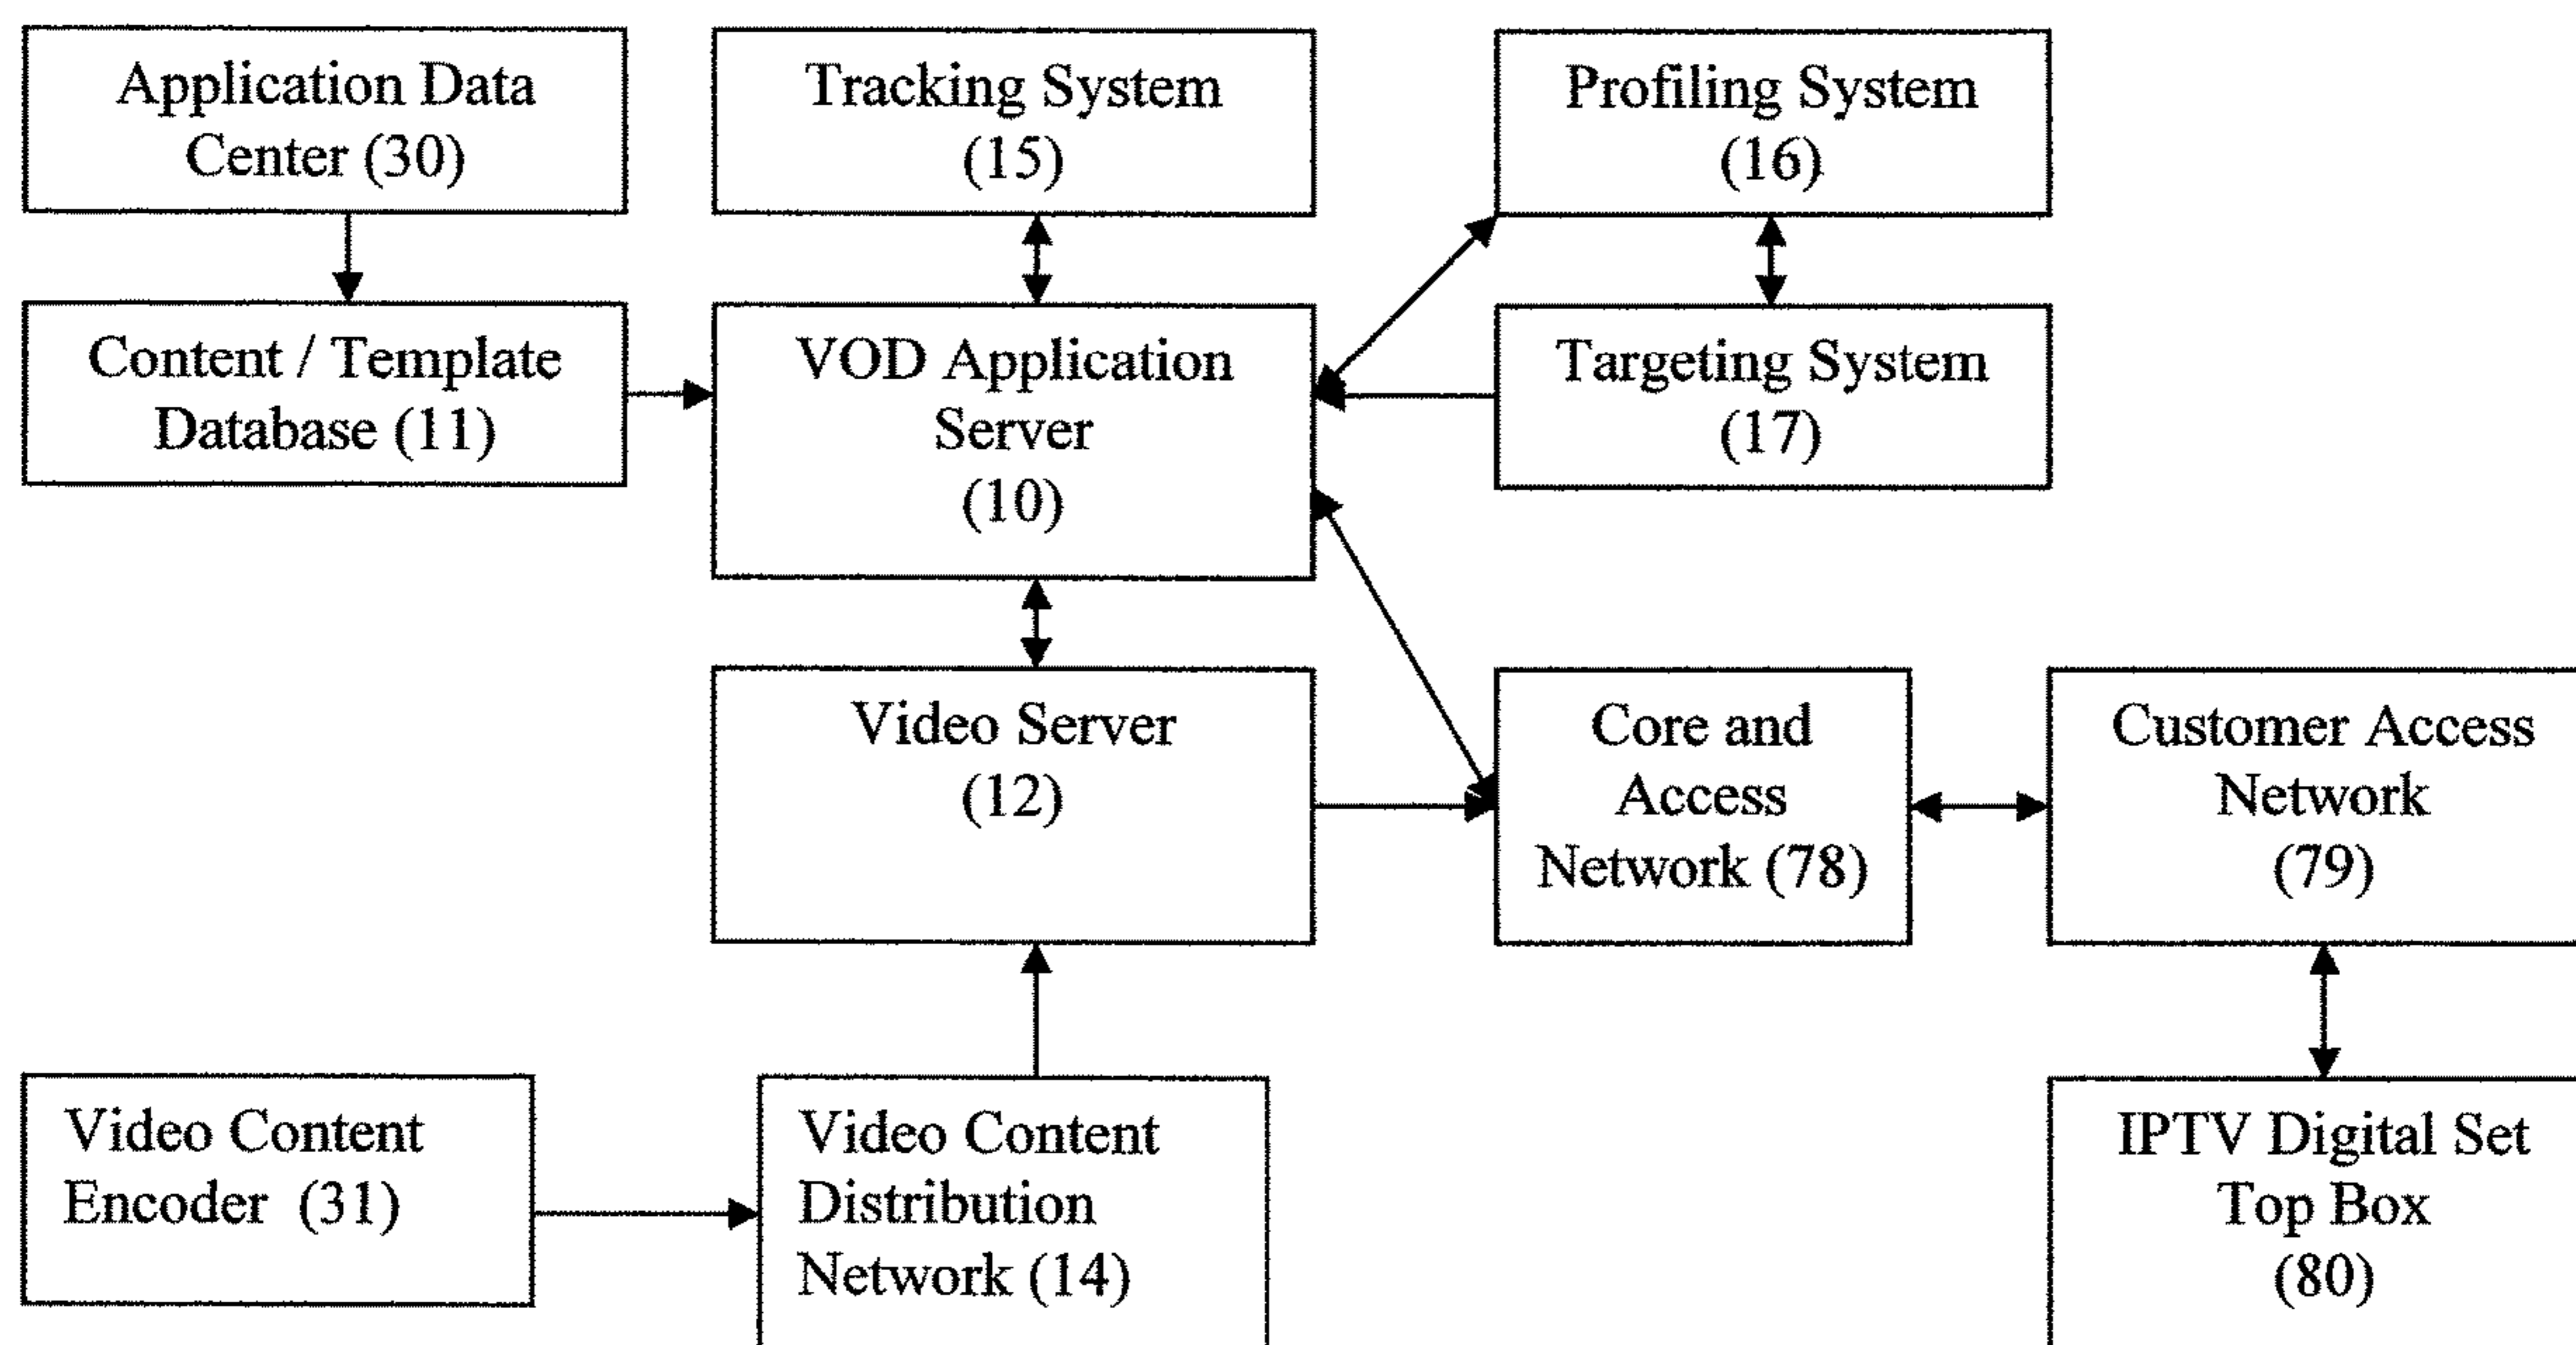 Application Data
Center (30)
Tracking System
(15)
Profiling System
(16)
Content / Template
Database (11)
VOD Application
Server
(10)
Targeting System
(17)
Video Server
(12)
Core and
Access
Network (78)
Customer Access
Network
(79)
Video Content
Encoder (31)
Video Content
Distribution
Network (14)
IPTV Digital Set
Top Box
(80)